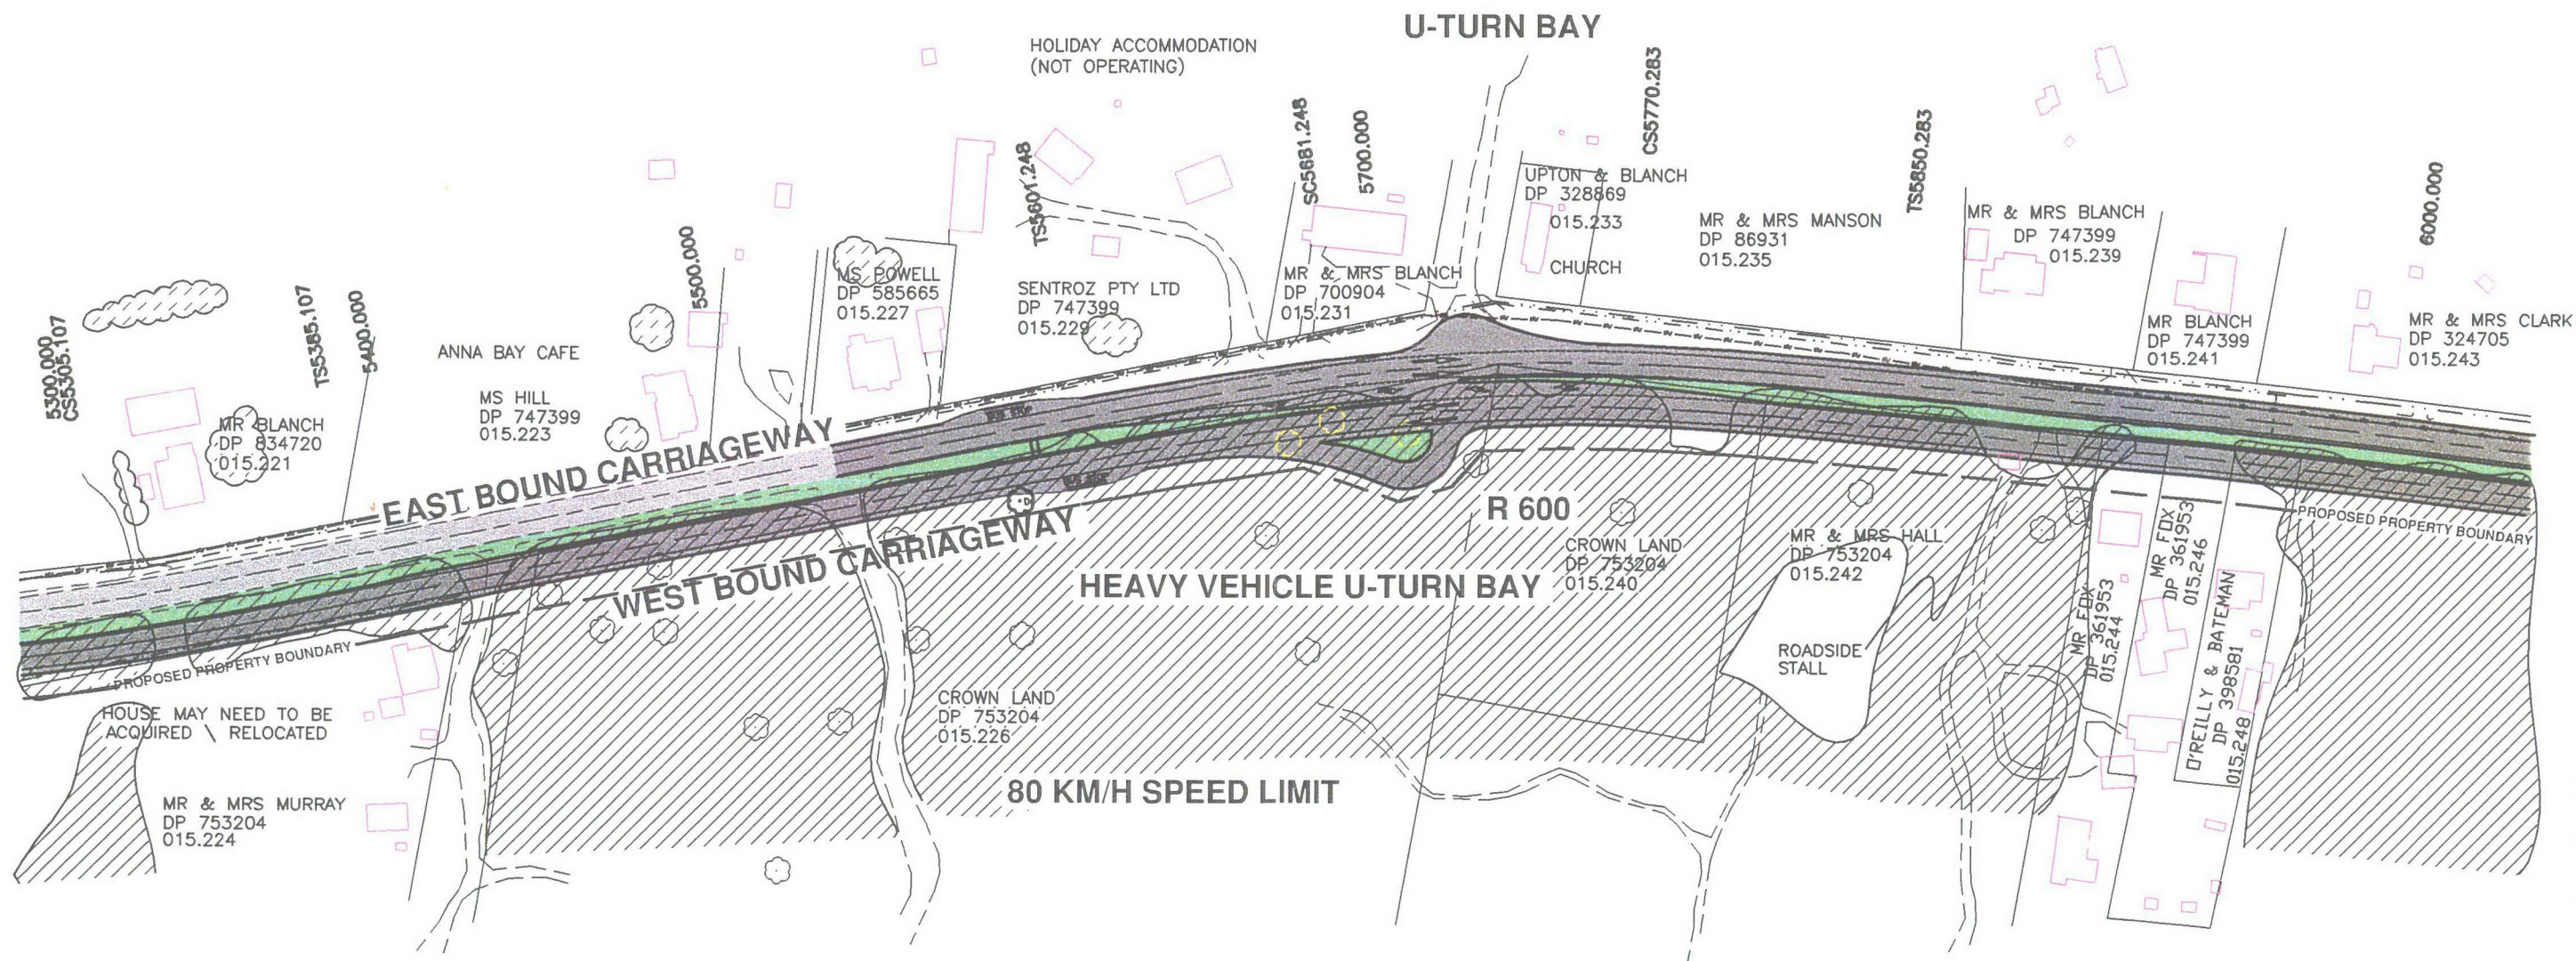 U-TURN BAY
HOLIDAY ACCOMMODATION
(NOT OPERATING)
5300.000
CS5305.107
TS5385.107
5400.000
5500.000
TS5601.248
SC5681.248
5700.000
CS5770.283
TS5850.283
6000.000
MR BLANCH
DP 834720
015.221
ANNA BAY CAFE
MS HILL
DP 747399
015.223
MS POWELL
DP 585665
015.227
SENTROZ PTY LTD
DP 747399
015.229
MR & MRS BLANCH
DP 700904
015.231
UPTON & BLANCH
DP 328869
015.233
CHURCH
MR & MRS MANSON
DP 86931
015.235
MR & MRS BLANCH
DP 747399
015.239
MR BLANCH
DP 747399
015.241
MR & MRS CLARK
DP 324705
015.243
EAST BOUND CARRIAGEWAY
WEST BOUND CARRIAGEWAY
BUS STOP
BUS STOP
R 600
HEAVY VEHICLE U-TURN BAY
CROWN LAND
DP 753204
015.240
MR & MRS HALL
DP 753204
015.242
ROADSIDE
STALL
PROPOSED PROPERTY BOUNDARY
MR FOX
DP 361953
015.244
MR FOX
DP 361953
015.246
O'REILLY & BATEMAN
DP 398581
015.248
PROPOSED PROPERTY BOUNDARY
HOUSE MAY NEED TO BE
ACQUIRED \ RELOCATED
MR & MRS MURRAY
DP 753204
015.224
CROWN LAND
DP 753204
015.226
80 KM/H SPEED LIMIT